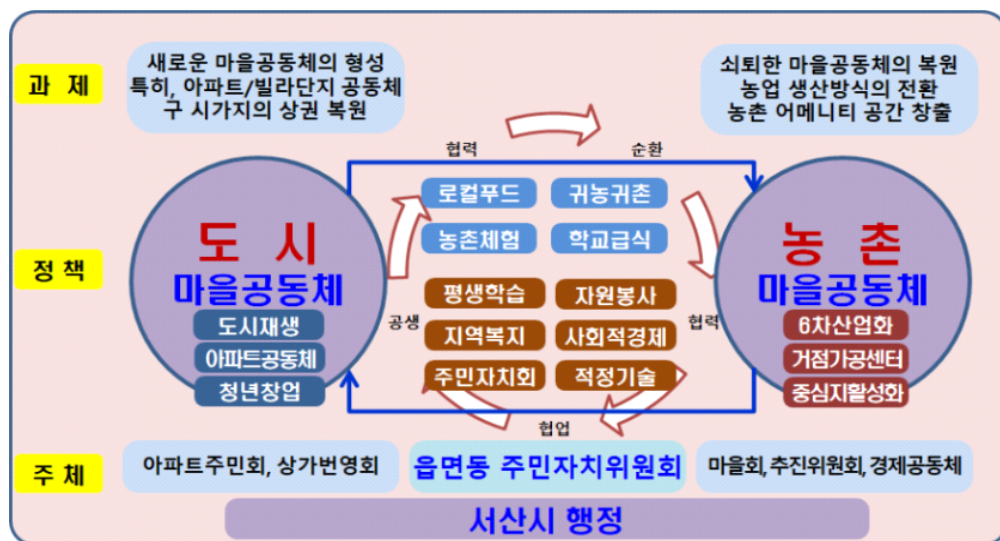 과 제
새로운 마을공동체의 형성
특히, 아파트/빌라단지 공동체
구 시가지의 상권 복원
쇠퇴한 마을공동체의 복원
농업 생산방식의 전환
농촌 어메니티 공간 창출
협력
순환
정 책
도 시
마을공동체
도시재생
아파트공동체
청년창업
로컬푸드
귀농귀촌
농촌체험
학교급식
평생학습
자원봉사
공생
지역복지
사회적경제
협력
주민자치회
적정기술
농 촌
마을공동체
6차산업화
거점가공센터
중심지활성화
협업
주 체
아파트주민회, 상가번영회
읍면동 주민자치위원회
마을회, 추진위원회, 경제공동체
서산시 행정